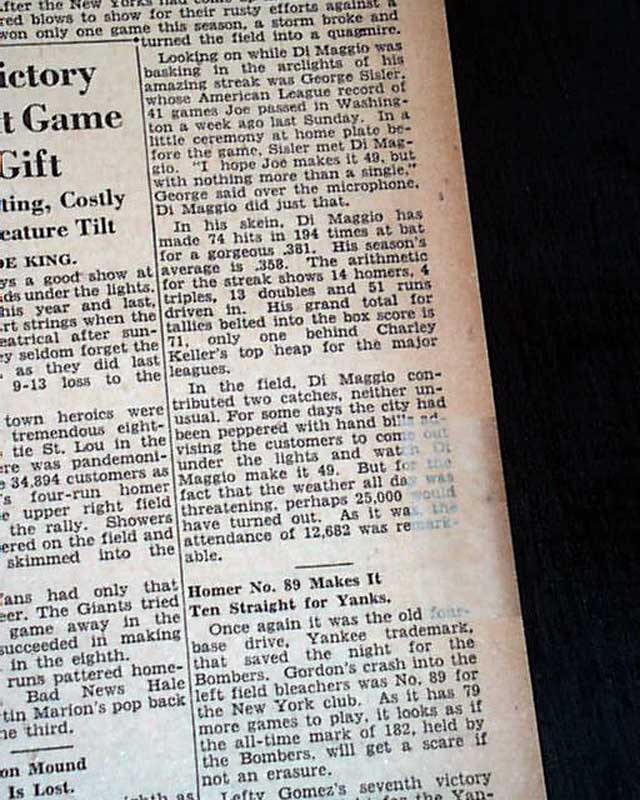 fter the New York
red blows to show for their rusty efforts against a
won only one game this season, a storm broke and
turned the field into a quagmire.
ictory
t Game
Gift
ting, Costly
eature Tilt
OE KING.
ys a good show at
ds under the lights.
his year and last,
rt strings when the
eatrical after sun-
ey seldom forget the
as they did last
9-13 loss to the
town heroics were
tremendous eight-
tie St. Lou in the
ere was pandemoni-
e 34,894 customers as
's four-run homer
e upper right field
the rally. Showers
ered on the field and
skimmed into the
ans had only that
eer. The Giants tried
game away in the
succeeded in making
in the eighth.
runs pattered home-
Bad News Hale
tin Marion's pop back
he third.
on Mound
Is Lost.
eighth as
Looking on while Di Maggio was
basking in the arclights of his
amazing streak was George Sisler,
whose American League record of
41 games Joe passed in Washing-
ton a week ago last Sunday. In a
little ceremony at home plate be-
fore the game, Sisler met Di Mag-
gio. "I hope Joe makes it 49, but
with nothing more than a single,"
George said over the microphone.
Di Maggio did just that.
In his skein, Di Maggio has
made 74 hits in 194 times at bat
for a gorgeous .381. His season's
average is .358. The arithmetic
for the streak shows 14 homers, 4
triples, 13 doubles and 51 runs
driven in. His grand total for
tallies belted into the box score is
71, only one behind Charley
Keller's top heap for the major
leagues.
In the field, Di Maggio con-
tributed two catches, neither un-
usual. For some days the city had
been peppered with hand bills ad-
vising the customers to come out
under the lights and watch Di
Maggio make it 49. But for the
fact that the weather all day was
threatening, perhaps 25,000 would
have turned out. As it was, the
attendance of 12,682 was remark-
able.
Homer No. 89 Makes It
Ten Straight for Yanks.
Once again it was the old four-
base drive, Yankee trademark,
that saved the night for the
Bombers. Gordon's crash into the
left field bleachers was No. 89 for
the New York club. As it has 79
more games to play, it looks as if
the all-time mark of 182, held by
the Bombers, will get a scare if
not an erasure.
Lefty Gomez's seventh victory
for the Yan-